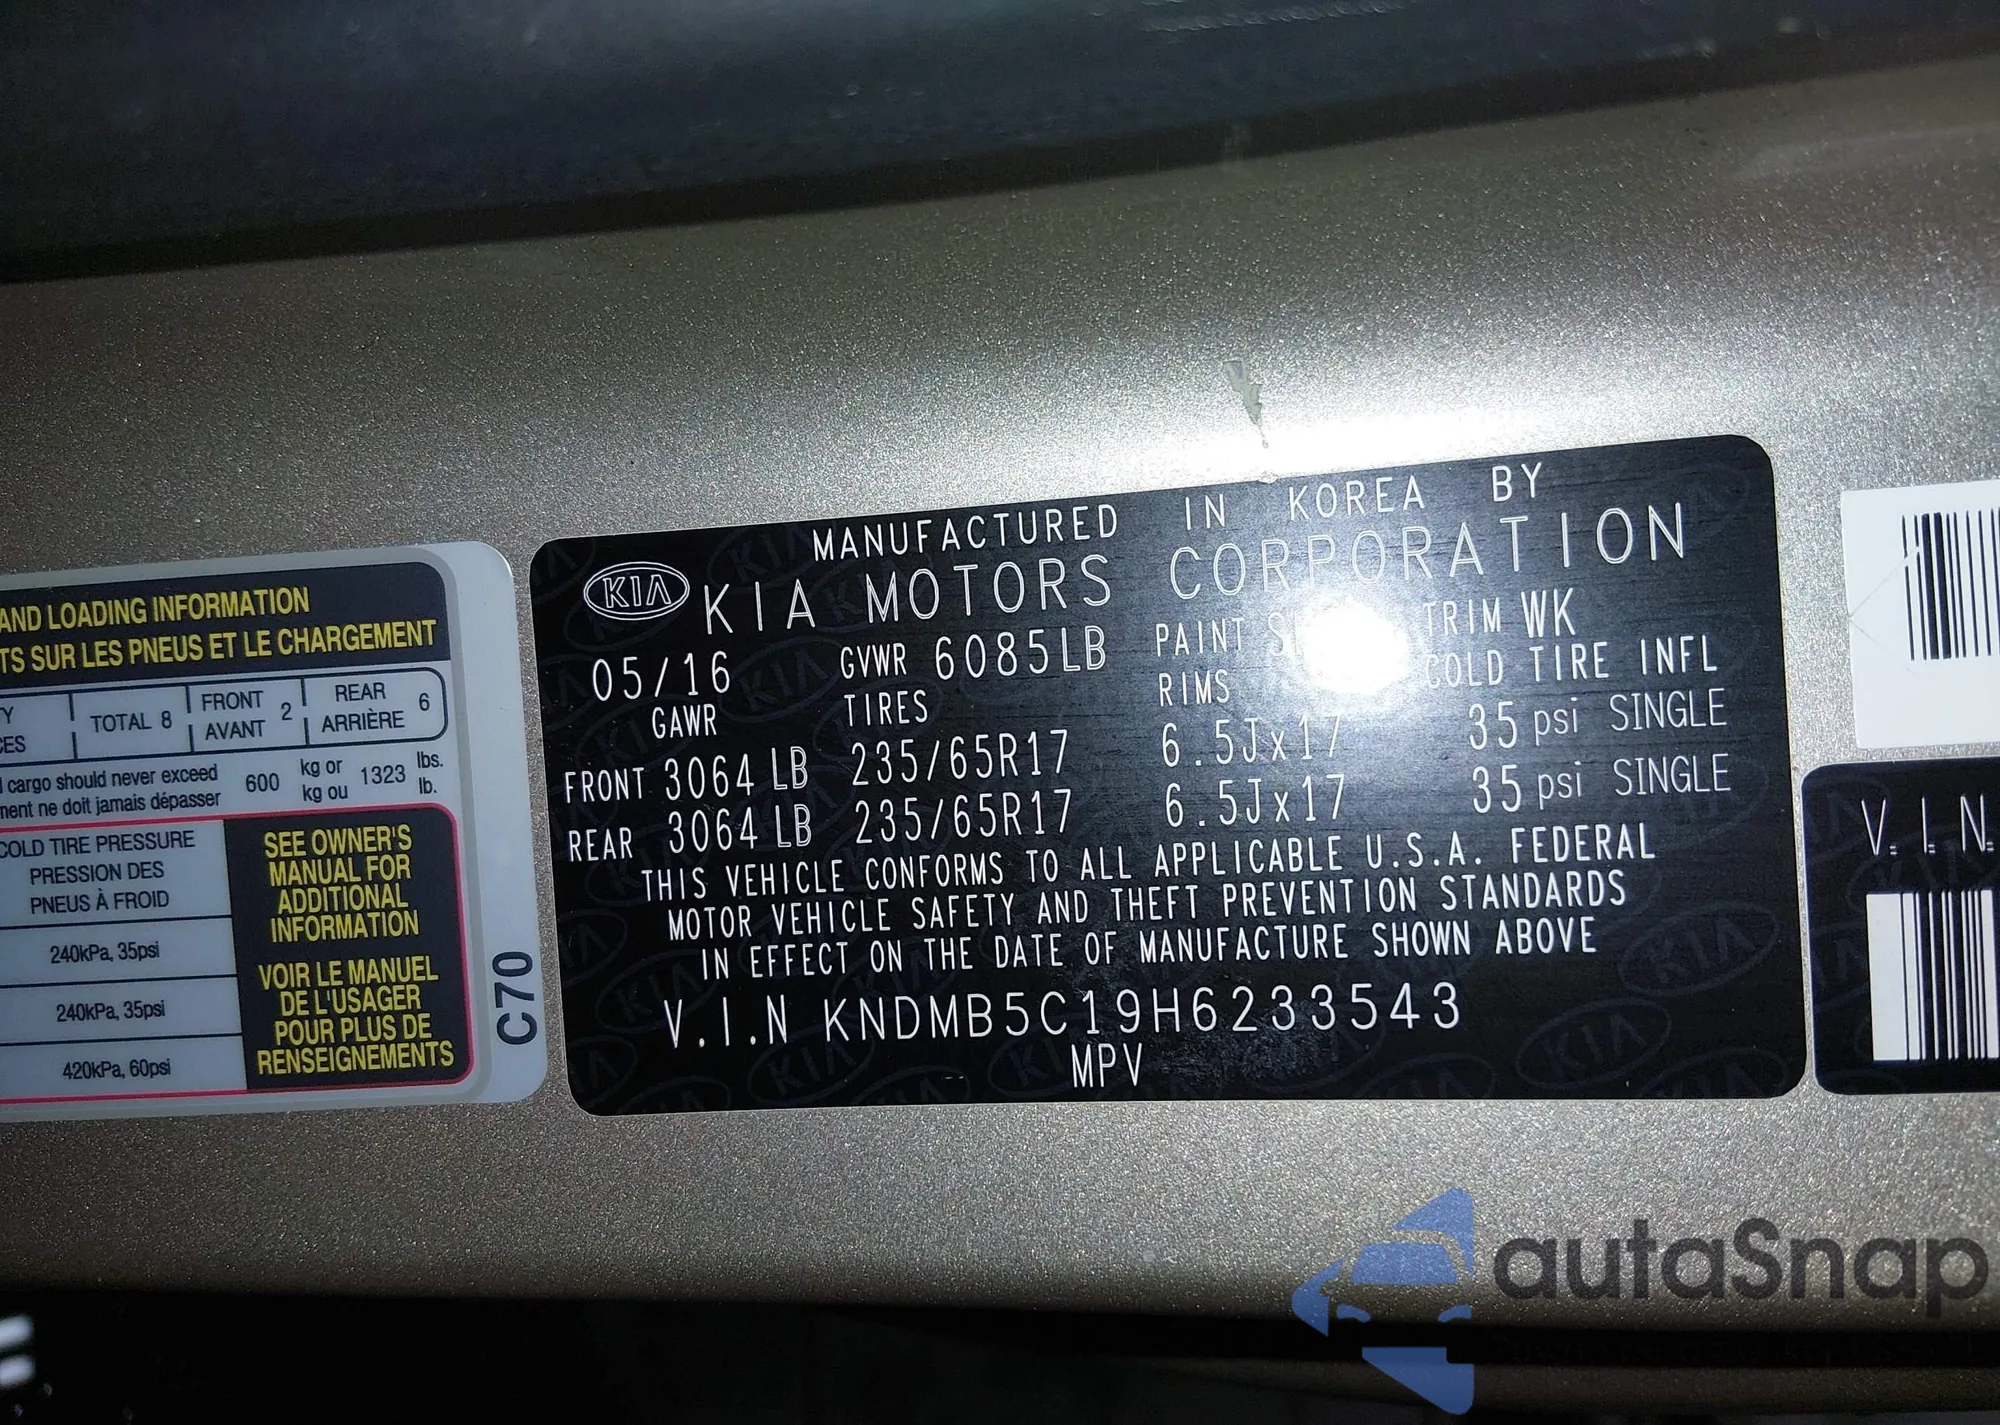 AND LOADING INFORMATION
TS SUR LES PNEUS ET LE CHARGEMENT
TOTAL 8
FRONT
AVANT
2
REAR
ARRIÈRE
6
cargo should never exceed
ne doit jamais dépasser
600
kg or
kg ou
1323
lbs.
lb.
COLD TIRE PRESSURE
PRESSION DES
PNEUS À FROID
240kPa, 35psi
240kPa, 35psi
420kPa, 60psi
SEE OWNER'S
MANUAL FOR
ADDITIONAL
INFORMATION
VOIR LE MANUEL
DE L'USAGER
POUR PLUS DE
RENSEIGNEMENTS
C70
MANUFACTURED IN KOREA BY
KIA KIA MOTORS CORPORATION
05/16 GVWR 6085LB PAINT TRIM WK
GAWR TIRES RIMS COLD TIRE INFL
FRONT 3064 LB 235/65R17 6.5Jx17 35 psi SINGLE
REAR 3064 LB 235/65R17 6.5Jx17 35 psi SINGLE
THIS VEHICLE CONFORMS TO ALL APPLICABLE U.S.A. FEDERAL
MOTOR VEHICLE SAFETY AND THEFT PREVENTION STANDARDS
IN EFFECT ON THE DATE OF MANUFACTURE SHOWN ABOVE
V.I.N KNDMB5C19H6233543
MPV
V.I.N.
autaSnap